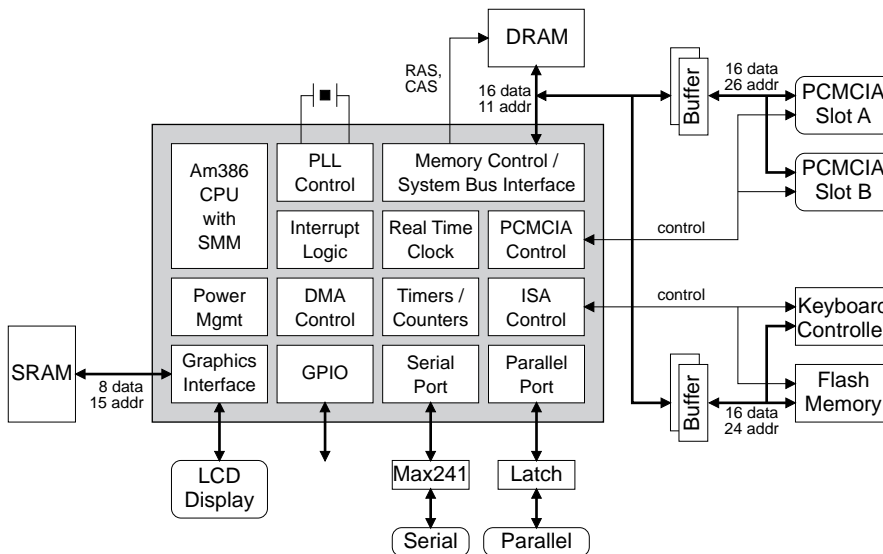 DRAM
RAS,
CAS
16 data
11 addr
Buffer
16 data
26 addr
PCMCIA
Slot A
PCMCIA
Slot B
Am386
CPU
with
SMM
PLL
Control
Memory Control /
System Bus Interface
Interrupt
Logic
Real Time
Clock
PCMCIA
Control
control
Power
Mgmt
DMA
Control
Timers /
Counters
ISA
Control
control
Keyboard
Controller
SRAM
8 data
15 addr
Graphics
Interface
GPIO
Serial
Port
Parallel
Port
Buffer
16 data
24 addr
Flash
Memory
LCD
Display
Max241
Latch
Serial
Parallel